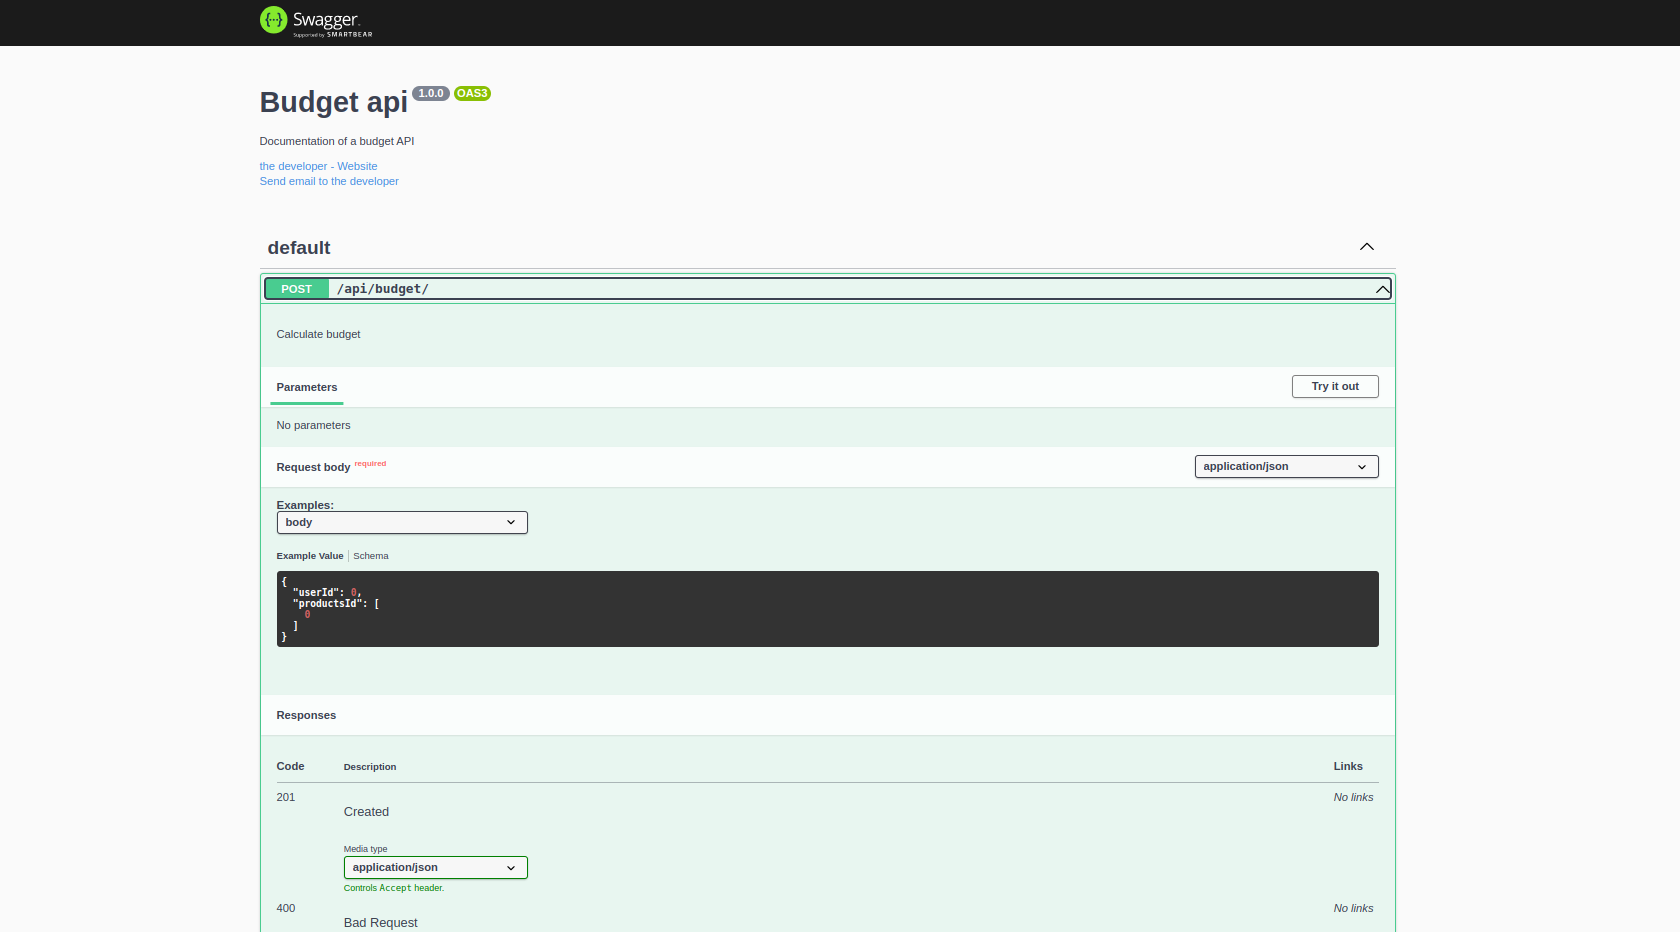 Swagger.
Supported by SMARTBEAR
Budget api 1.0.0 OAS3
Documentation of a budget API
the developer - Website
Send email to the developer
default
POST /api/budget/
Calculate budget
Parameters
Try it out
No parameters
Request body required
application/json
Examples:
body
Example Value Schema
{
"userId": 0,
"productsId": [
0
]
}
Responses
Code Description Links
201 No links
Created
Media type
application/json
Controls Accept header.
400 No links
Bad Request